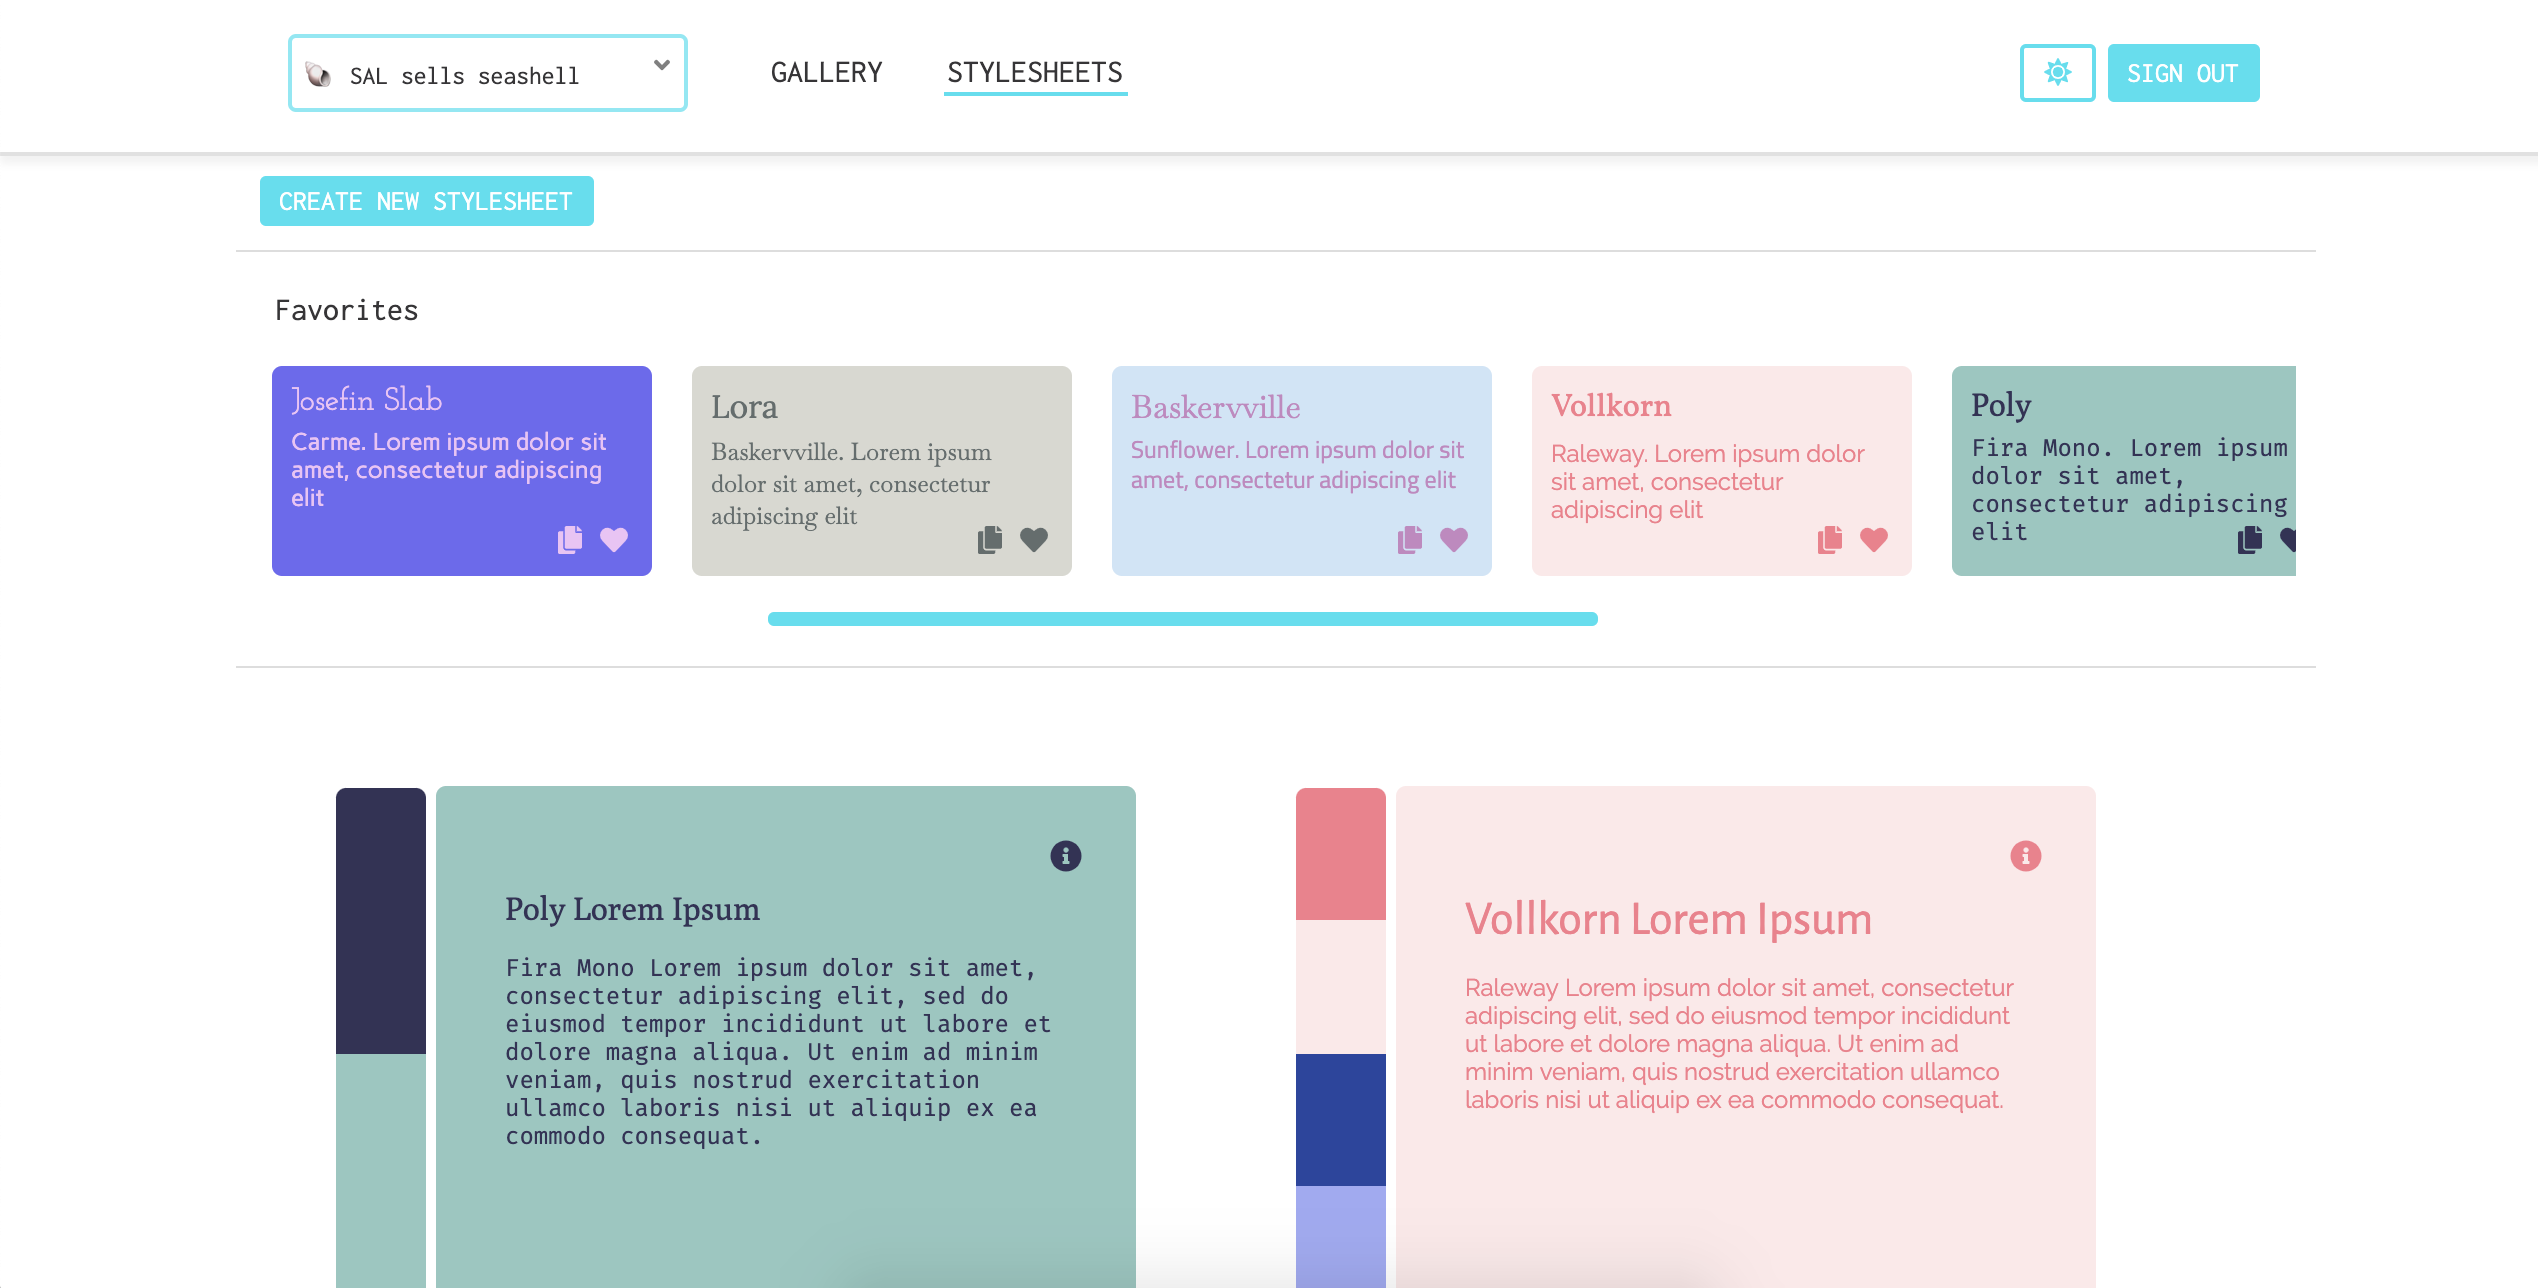 SAL sells seashell
GALLERY
STYLESHEETS
SIGN OUT
CREATE NEW STYLESHEET
Favorites
Josefin Slab
Carme. Lorem ipsum dolor sit
amet, consectetur adipiscing
elit
Lora
Baskervville. Lorem ipsum
dolor sit amet, consectetur
adipiscing elit
Baskervville
Sunflower. Lorem ipsum dolor sit
amet, consectetur adipiscing elit
Vollkorn
Raleway. Lorem ipsum dolor
sit amet, consectetur
adipiscing elit
Poly
Fira Mono. Lorem ipsum
dolor sit amet,
consectetur adipiscing
elit
Poly Lorem Ipsum
Fira Mono Lorem ipsum dolor sit amet,
consectetur adipiscing elit, sed do
eiusmod tempor incididunt ut labore et
dolore magna aliqua. Ut enim ad minim
veniam, quis nostrud exercitation
ullamco laboris nisi ut aliquip ex ea
commodo consequat.
Vollkorn Lorem Ipsum
Raleway Lorem ipsum dolor sit amet, consectetur
adipiscing elit, sed do eiusmod tempor incididunt
ut labore et dolore magna aliqua. Ut enim ad
minim veniam, quis nostrud exercitation ullamco
laboris nisi ut aliquip ex ea commodo consequat.